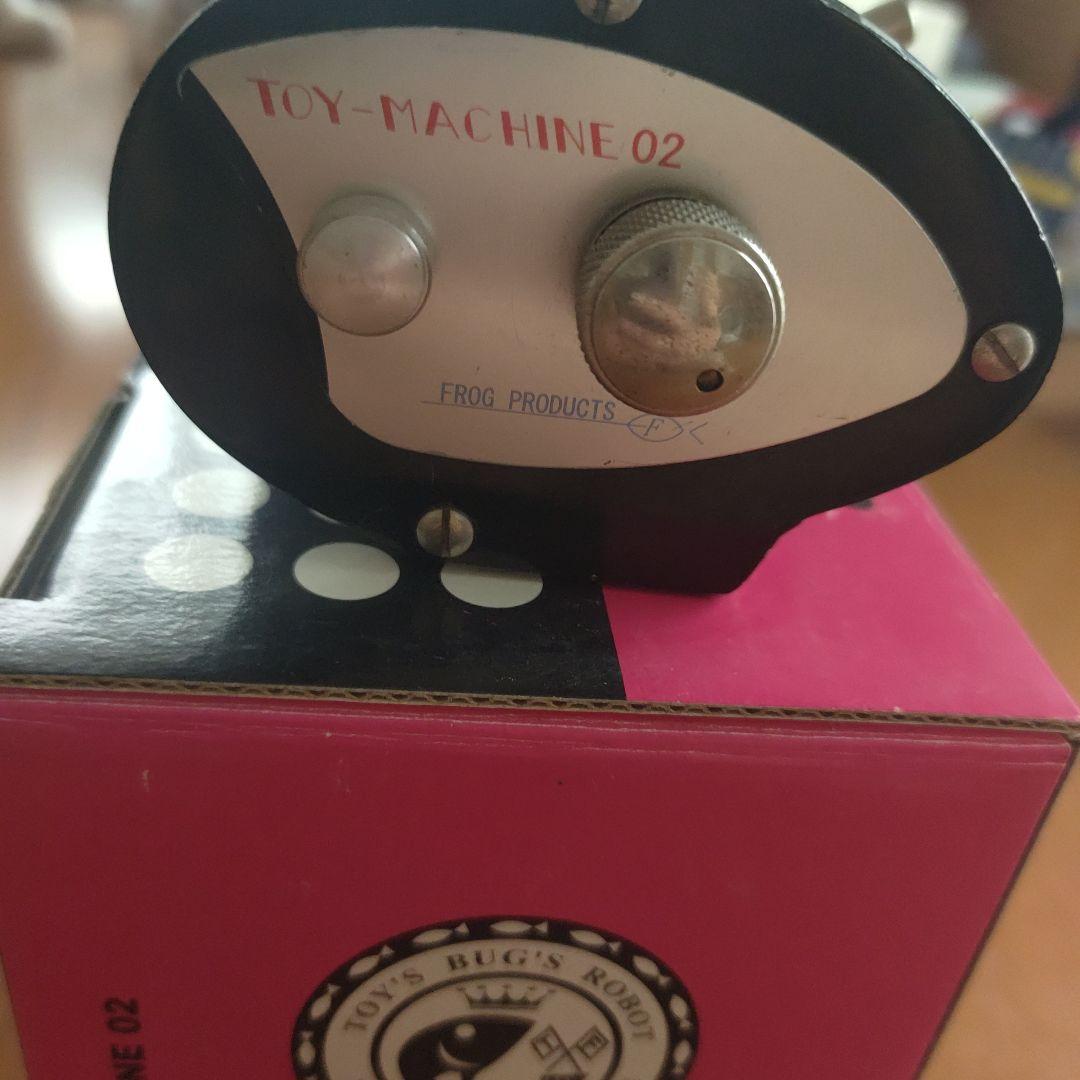 TOY-MACHINE 02
FROG PRODUCTS
F
TOY'S BUG'S ROBOT
NE 02